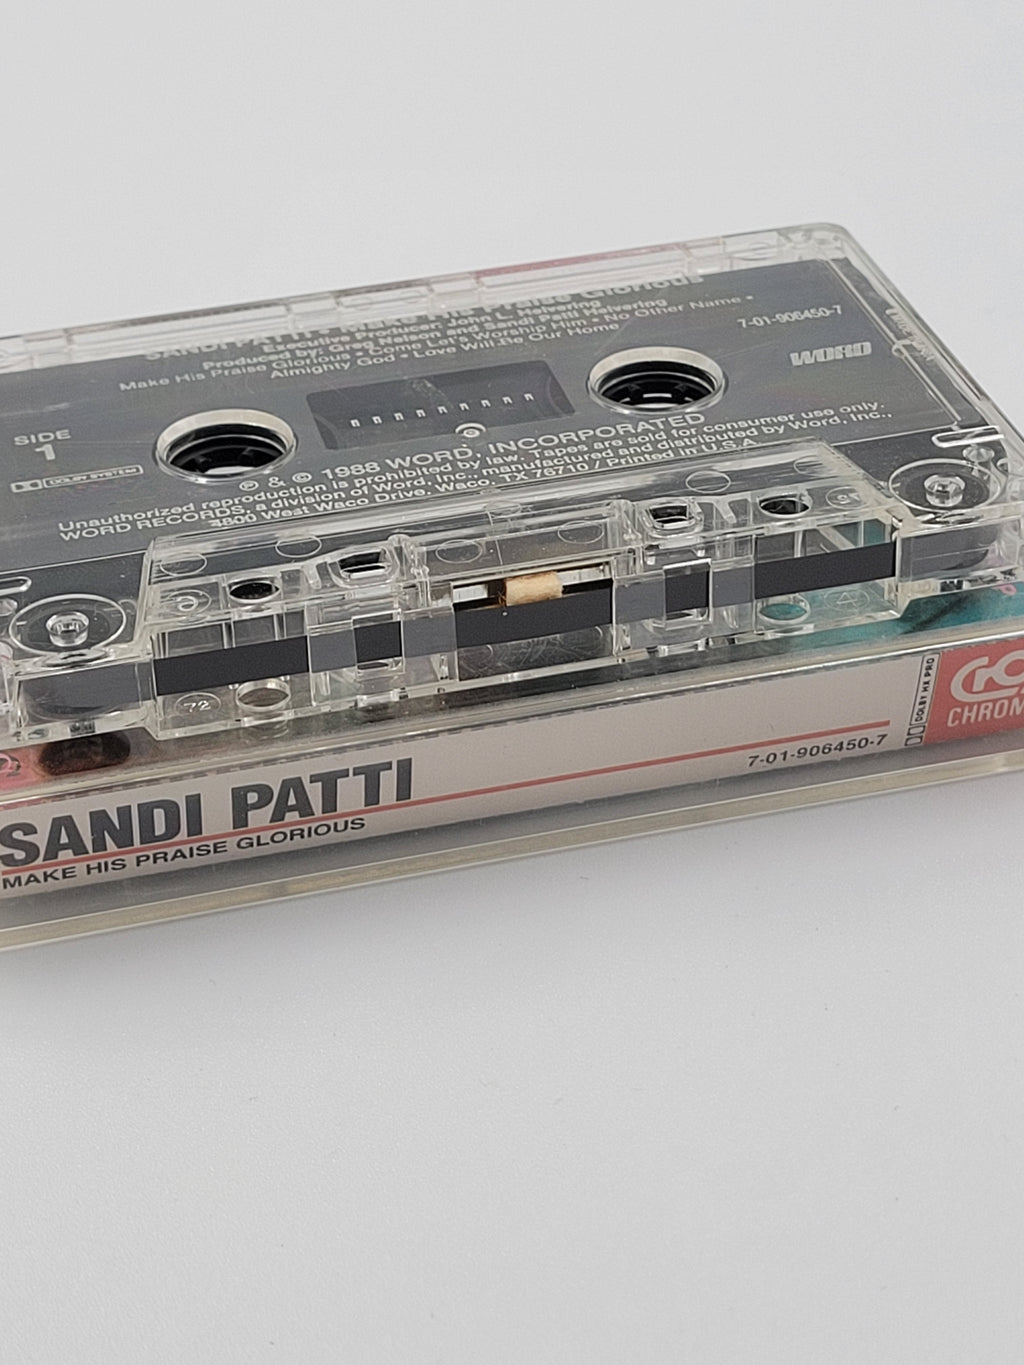 SANDI PATTI • Make His Praise Glorious
Executive Producer: John L. Helvering
Produced by: Greg Nelson and Sandi Patti Helvering
Make His Praise Glorious • Come Let's Worship Him • No Other Name •
Almighty God • Love Will Be Our Home
7-01-906450-7
WORD
SIDE
1
DOLBY SYSTEM
℗ & © 1988 WORD, INCORPORATED
Unauthorized reproduction is prohibited by law. Tapes are sold for consumer use only.
WORD RECORDS, a division of Word, Inc., manufactured and distributed by Word, Inc.,
4800 West Waco Drive, Waco, TX 76710 / Printed in U.S.A
72
SANDI PATTI
MAKE HIS PRAISE GLORIOUS
7-01-906450-7
DOLBY HX PRO
CHROM